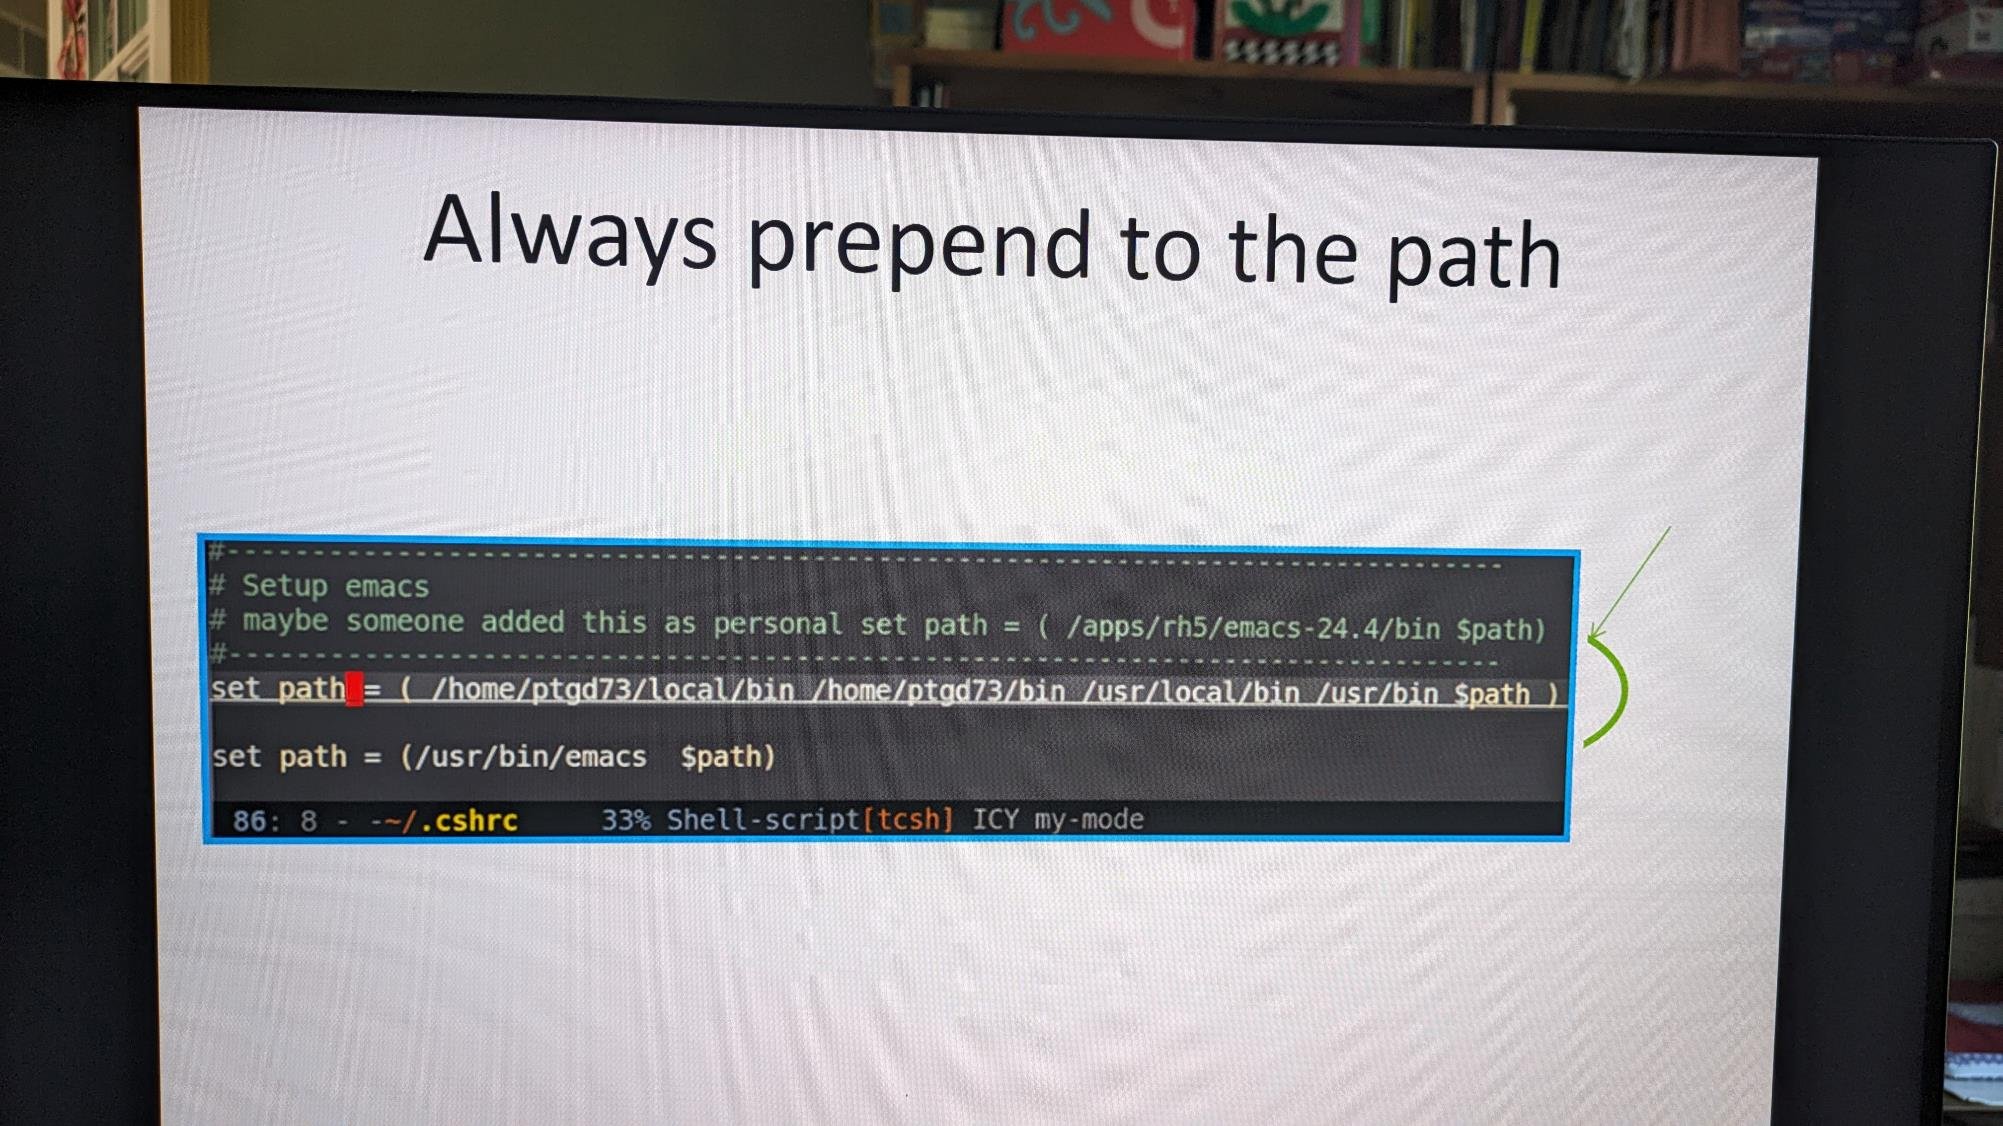 Always prepend to the path
#---------------------------------------------------------------------------
# Setup emacs
# maybe someone added this as personal set path = ( /apps/rh5/emacs-24.4/bin $path)
#---------------------------------------------------------------------------
set path = ( /home/ptgd73/local/bin /home/ptgd73/bin /usr/local/bin /usr/bin $path )
set path = (/usr/bin/emacs  $path)
86: 8 - -~/.cshrc 33% Shell-script[tcsh] ICY my-mode